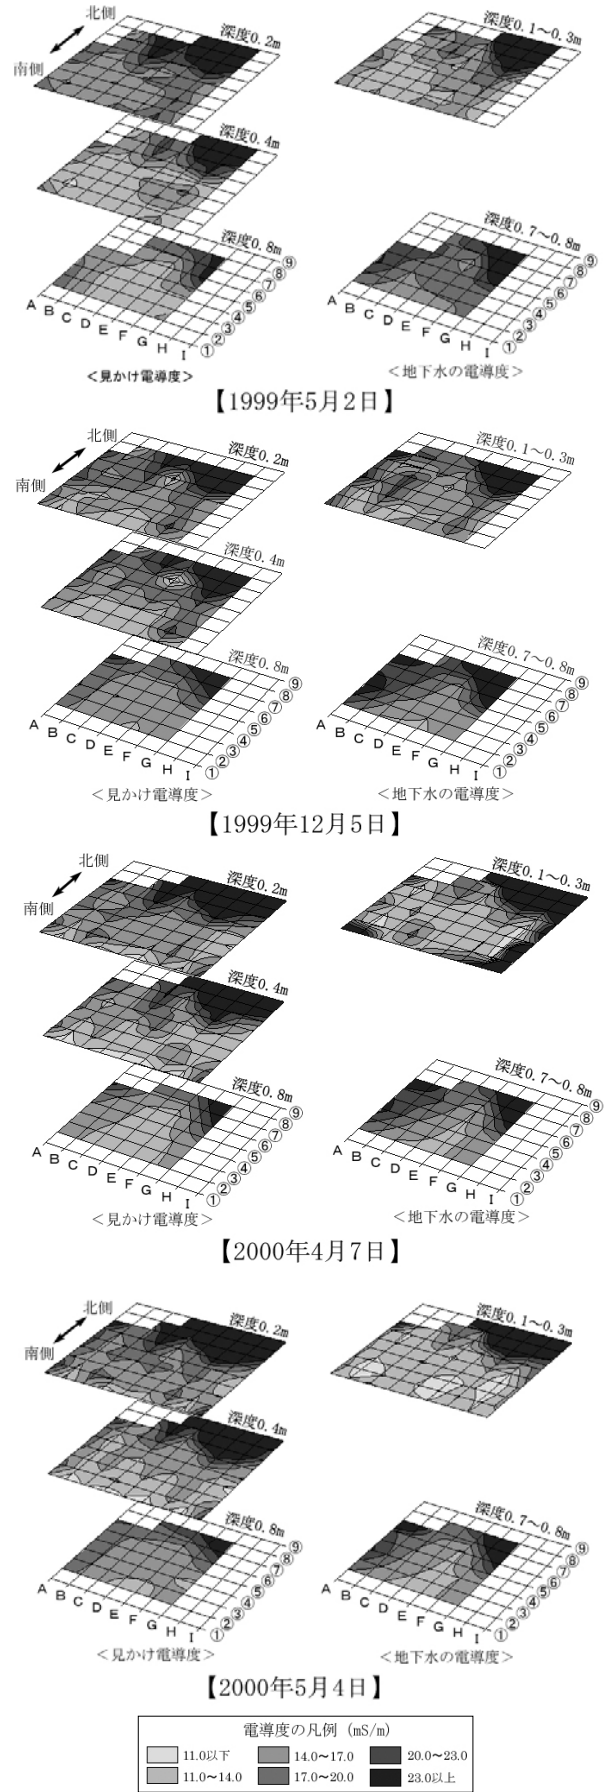 北側
南側
深度0.2m
深度0.1～0.3m
深度0.4m
深度0.8m
深度0.7～0.8m
A B C D E F G H I ①②③④⑤⑥⑦⑧⑨
A B C D E F G H I ①②③④⑤⑥⑦⑧⑨
＜見かけ電導度＞
＜地下水の電導度＞
【1999年5月2日】
北側
南側
深度0.2m
深度0.1～0.3m
深度0.4m
深度0.8m
深度0.7～0.8m
A B C D E F G H I ①②③④⑤⑥⑦⑧⑨
A B C D E F G H I ①②③④⑤⑥⑦⑧⑨
＜見かけ電導度＞
＜地下水の電導度＞
【1999年12月5日】
北側
南側
深度0.2m
深度0.1～0.3m
深度0.4m
深度0.8m
深度0.7～0.8m
A B C D E F G H I ①②③④⑤⑥⑦⑧⑨
A B C D E F G H I ①②③④⑤⑥⑦⑧⑨
＜見かけ電導度＞
＜地下水の電導度＞
【2000年4月7日】
北側
南側
深度0.2m
深度0.1～0.3m
深度0.4m
深度0.8m
深度0.7～0.8m
A B C D E F G H I ①②③④⑤⑥⑦⑧⑨
A B C D E F G H I ①②③④⑤⑥⑦⑧⑨
＜見かけ電導度＞
＜地下水の電導度＞
【2000年5月4日】
電導度の凡例 (mS/m)
11.0以下 14.0～17.0 20.0～23.0
11.0～14.0 17.0～20.0 23.0以上